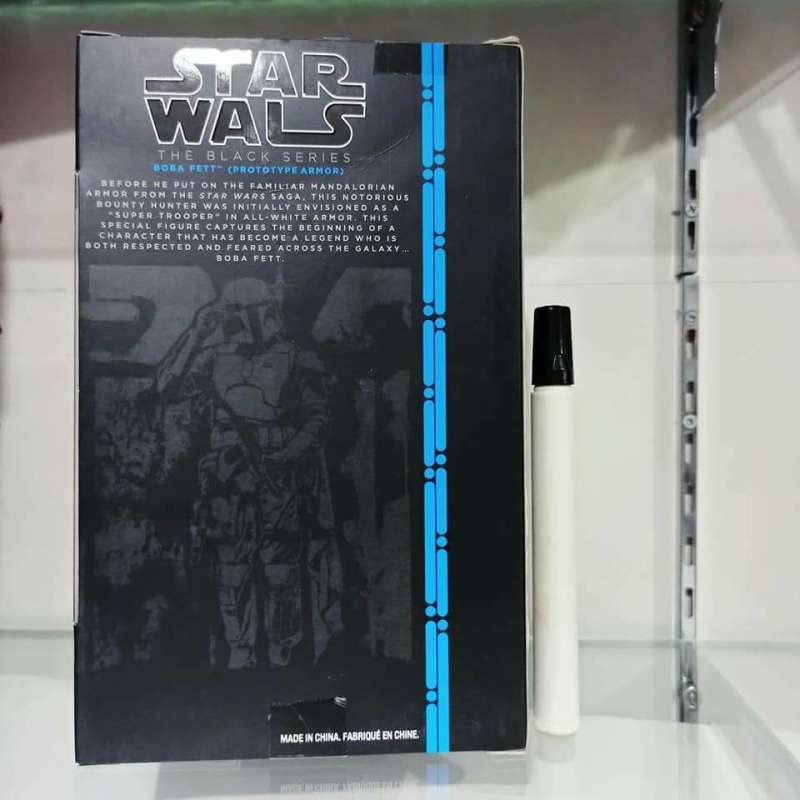 STAR
WALS
THE BLACK SERIES
BOBA FETT™ (PROTOTYPE ARMOR)
BEFORE HE PUT ON THE FAMILIAR MANDALORIAN
ARMOR FROM THE STAR WARS SAGA, THIS NOTORIOUS
BOUNTY HUNTER WAS INITIALLY ENVISIONED AS A
"SUPER TROOPER" IN ALL-WHITE ARMOR. THIS
SPECIAL FIGURE CAPTURES THE BEGINNING OF A
CHARACTER THAT HAS BECOME A LEGEND WHO IS
BOTH RESPECTED AND FEARED ACROSS THE GALAXY...
BOBA FETT.
MADE IN CHINA. FABRIQUÉ EN CHINE.